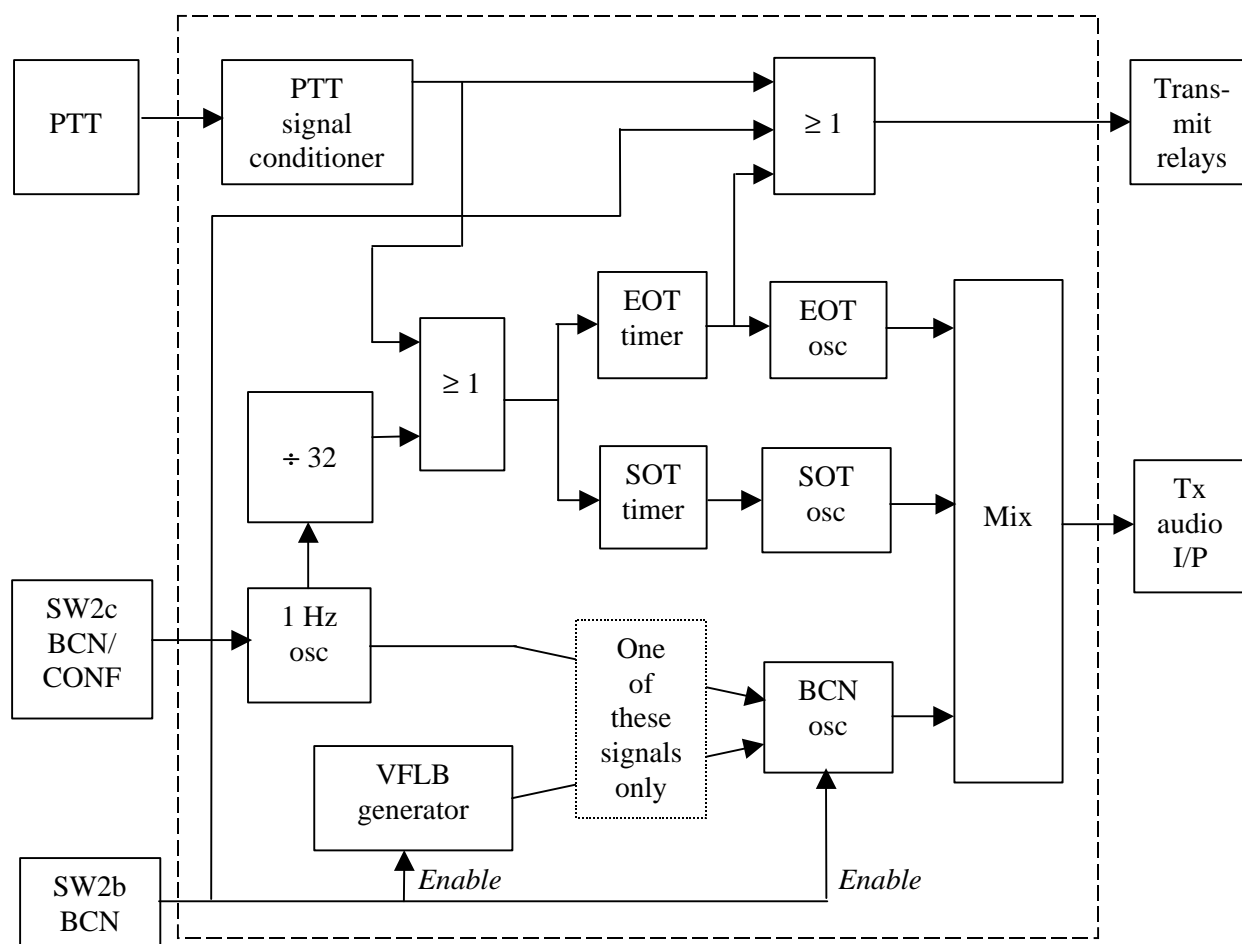 PTT
PTT
signal
conditioner
≥ 1
Trans-
mit
relays
EOT
timer
EOT
osc
≥ 1
÷ 32
SOT
timer
SOT
osc
Mix
Tx
audio
I/P
SW2c
BCN/
CONF
1 Hz
osc
One
of
these
signals
only
BCN
osc
VFLB
generator
SW2b
BCN
Enable
Enable